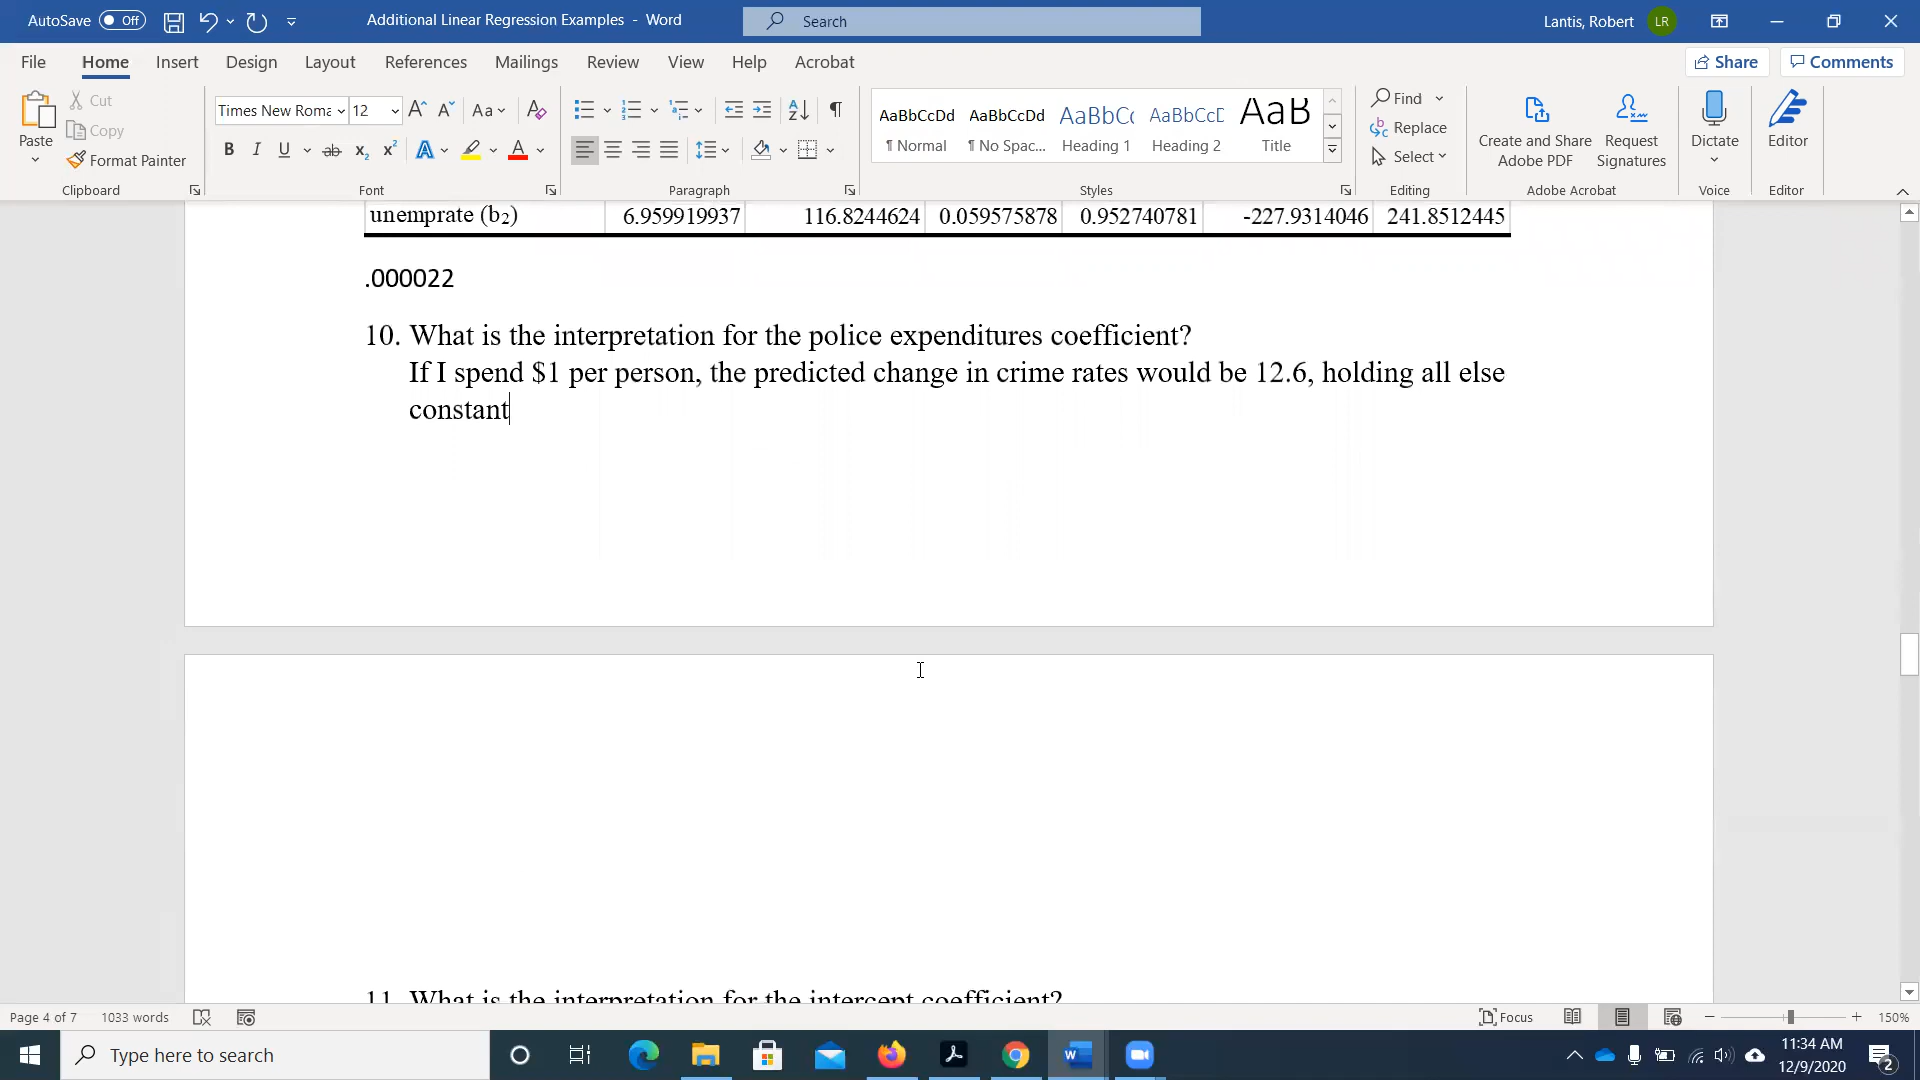 AutoSave Off Additional Linear Regression Examples - Word Search Lantis, Robert LR
File Home Insert Design Layout References Mailings Review View Help Acrobat Share Comments
Paste Cut Copy Format Painter Clipboard
Times New Roma 12 Aa Font
Paragraph
AaBbCcDd AaBbCcDd AaBbCc AaBbCcD AaB
¶ Normal ¶ No Spac... Heading 1 Heading 2 Title
Styles
Find Replace Select Editing
Create and Share Adobe PDF Request Signatures Adobe Acrobat
Dictate Voice
Editor Editor
unemprate (b₂) 6.959919937 116.8244624 0.059575878 0.952740781 -227.9314046 241.8512445
.000022
10. What is the interpretation for the police expenditures coefficient?
If I spend $1 per person, the predicted change in crime rates would be 12.6, holding all else
constant
11. What is the interpretation for the intercept coefficient?
Page 4 of 7 1033 words Focus 150%
Type here to search 11:34 AM
12/9/2020 2